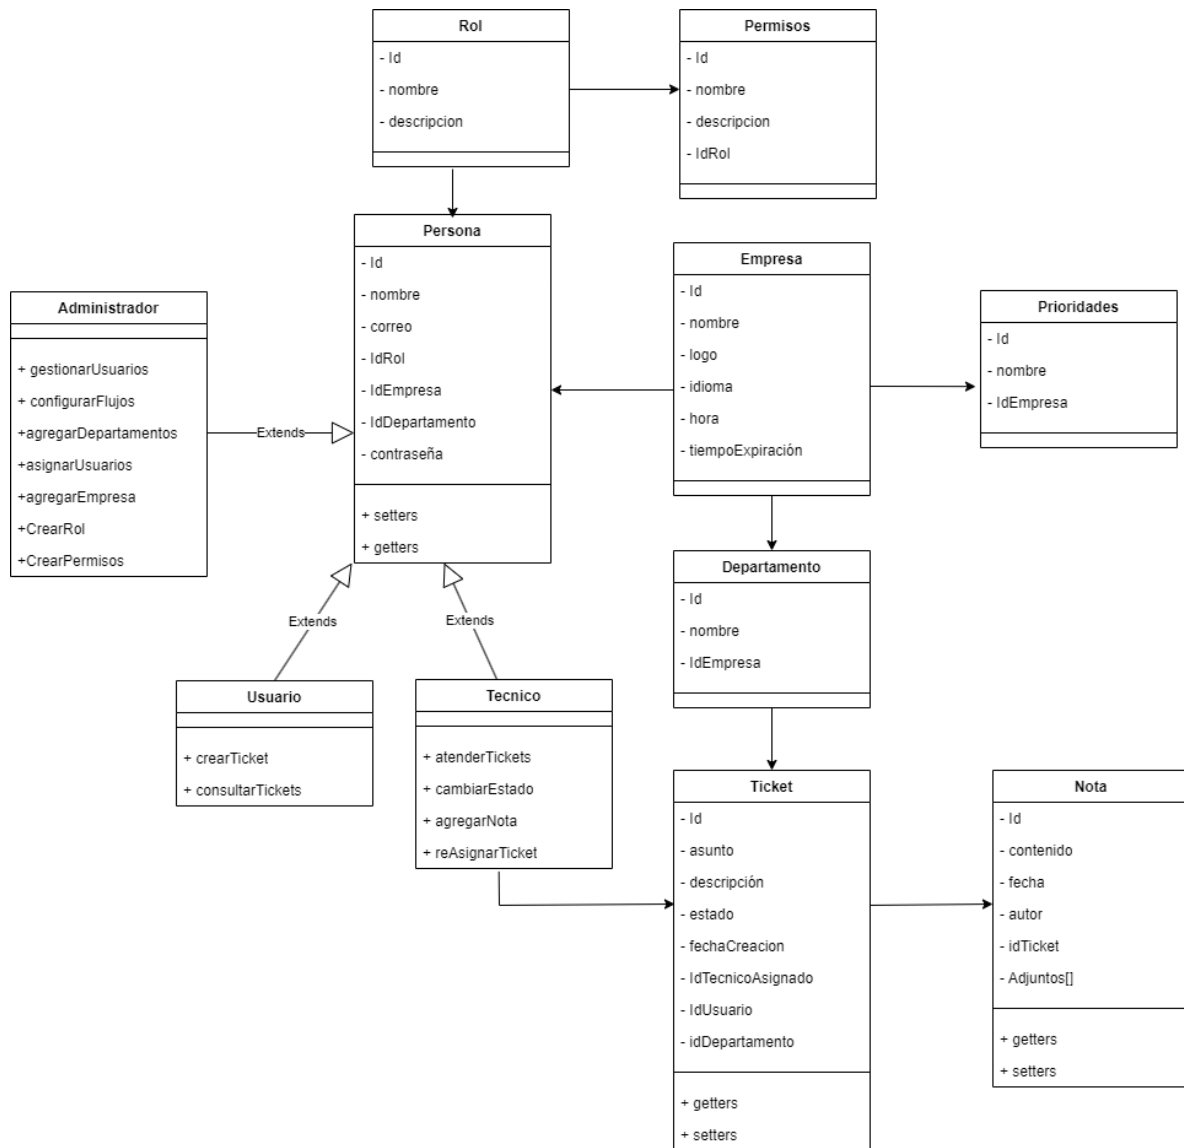 Rol
- Id
- nombre
- descripcion
Permisos
- Id
- nombre
- descripcion
- IdRol
Persona
- Id
- nombre
- correo
- IdRol
- IdEmpresa
- IdDepartamento
- contraseña
+ setters
+ getters
Empresa
- Id
- nombre
- logo
- idioma
- hora
- tiempoExpiración
Prioridades
- Id
- nombre
- IdEmpresa
Administrador
+ gestionarUsuarios
+ configurarFlujos
+agregarDepartamentos
+asignarUsuarios
+agregarEmpresa
+CrearRol
+CrearPermisos
Extends
Extends
Extends
Departamento
- Id
- nombre
- IdEmpresa
Usuario
+ crearTicket
+ consultarTickets
Tecnico
+ atenderTickets
+ cambiarEstado
+ agregarNota
+ reAsignarTicket
Ticket
- Id
- asunto
- descripción
- estado
- fechaCreacion
- IdTecnicoAsignado
- IdUsuario
- idDepartamento
+ getters
+ setters
Nota
- Id
- contenido
- fecha
- autor
- idTicket
- Adjuntos[]
+ getters
+ setters